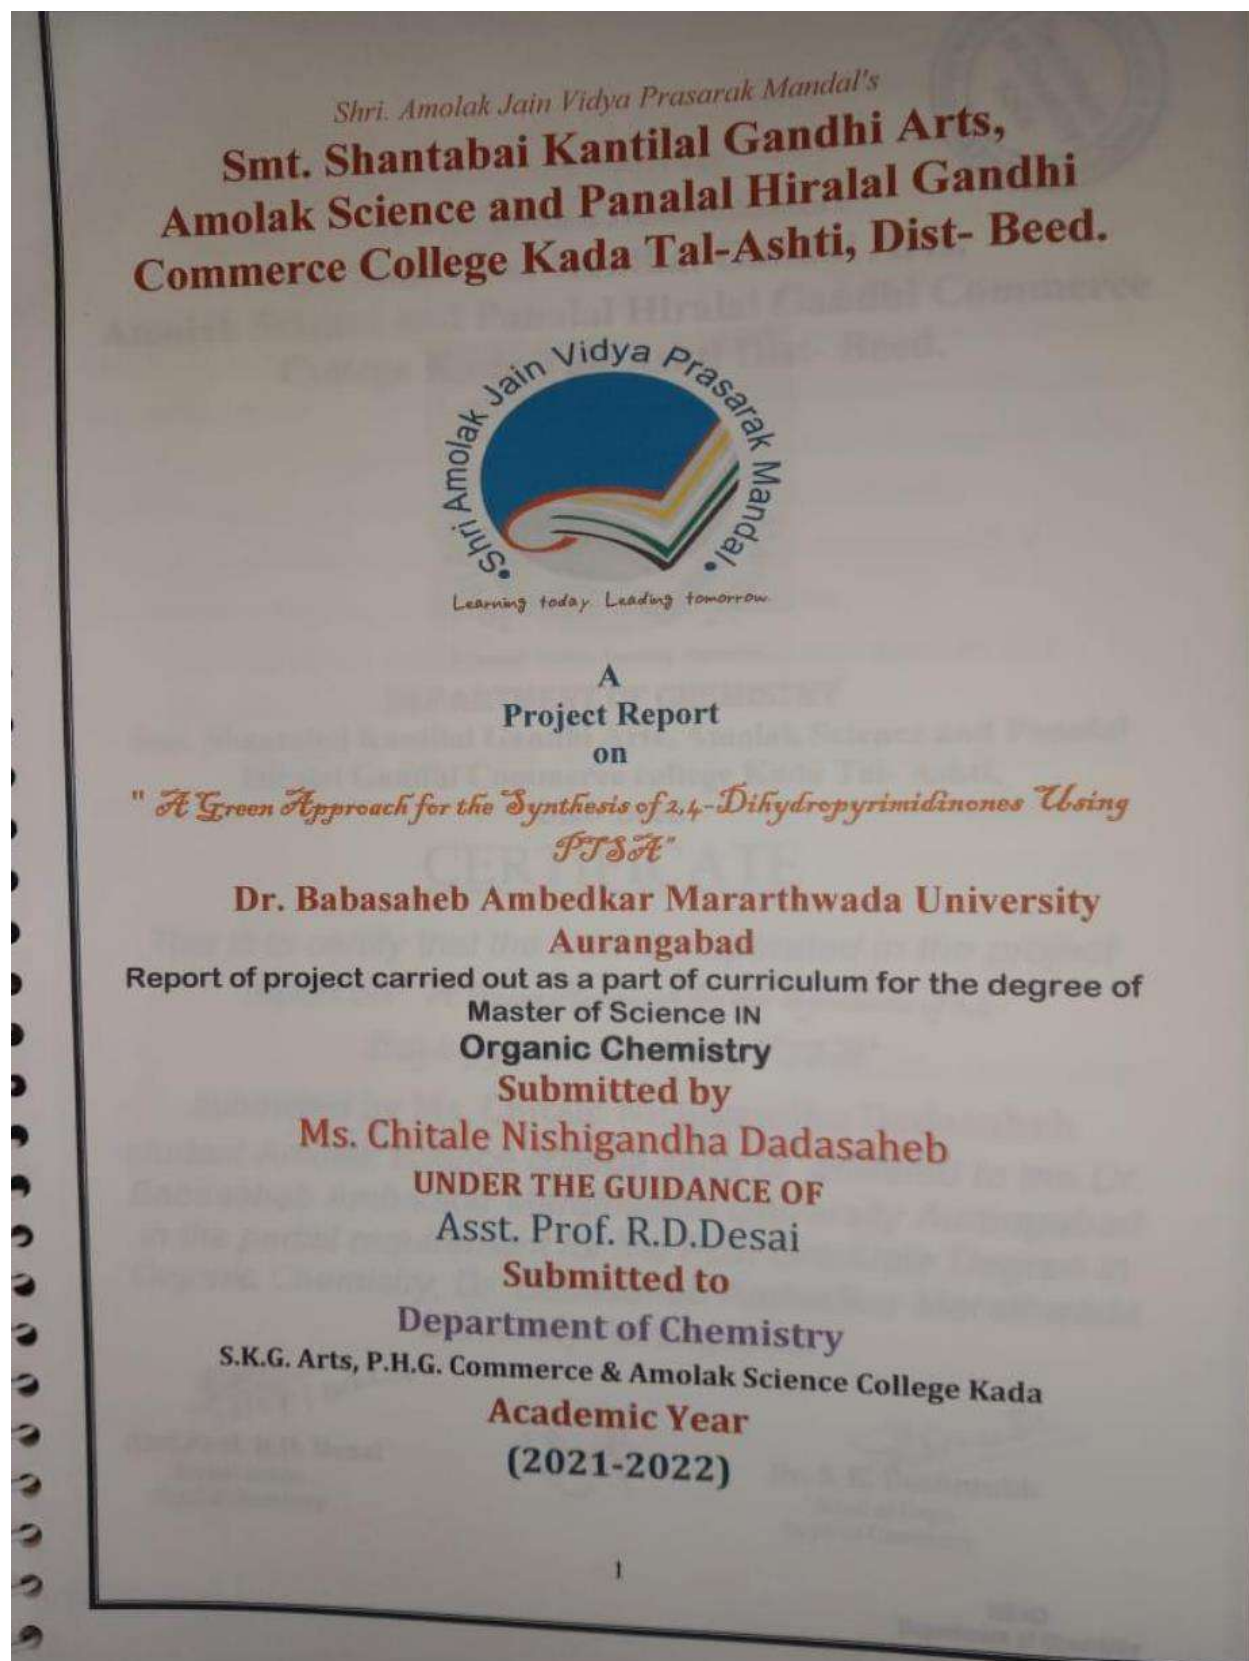 Shri. Amolak Jain Vidya Prasarak Mandal's
Smt. Shantabai Kantilal Gandhi Arts,
Amolak Science and Panalal Hiralal Gandhi
Commerce College Kada Tal-Ashti, Dist- Beed.
Shri Amolak Jain Vidya Prasarak Mandal
Learning today Leading tomorrow
A
Project Report
on
" A Green Approach for the Synthesis of 2,4-Dihydropyrimidinones Using
PTSA"
Dr. Babasaheb Ambedkar Mararthwada University
Aurangabad
Report of project carried out as a part of curriculum for the degree of
Master of Science IN
Organic Chemistry
Submitted by
Ms. Chitale Nishigandha Dadasaheb
UNDER THE GUIDANCE OF
Asst. Prof. R.D.Desai
Submitted to
Department of Chemistry
S.K.G. Arts, P.H.G. Commerce & Amolak Science College Kada
Academic Year
(2021-2022)
1